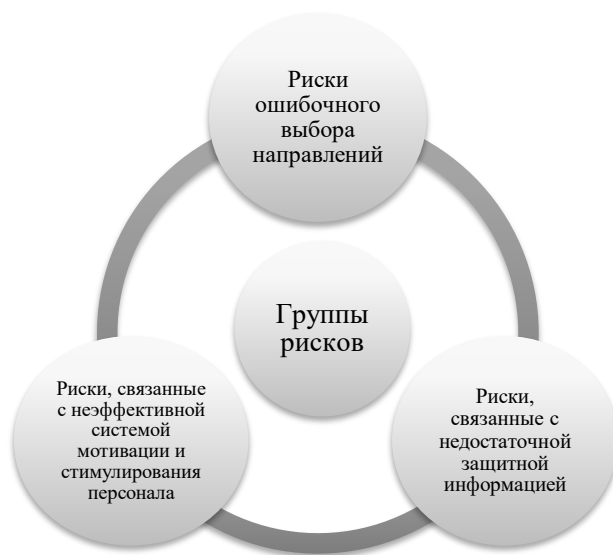 Риски
ошибочного
выбора
направлений
Группы
рисков
Риски, связанные
с неэффективной
системой
мотивации и
стимулирования
персонала
Риски,
связанные с
недостаточной
защитной
информацией